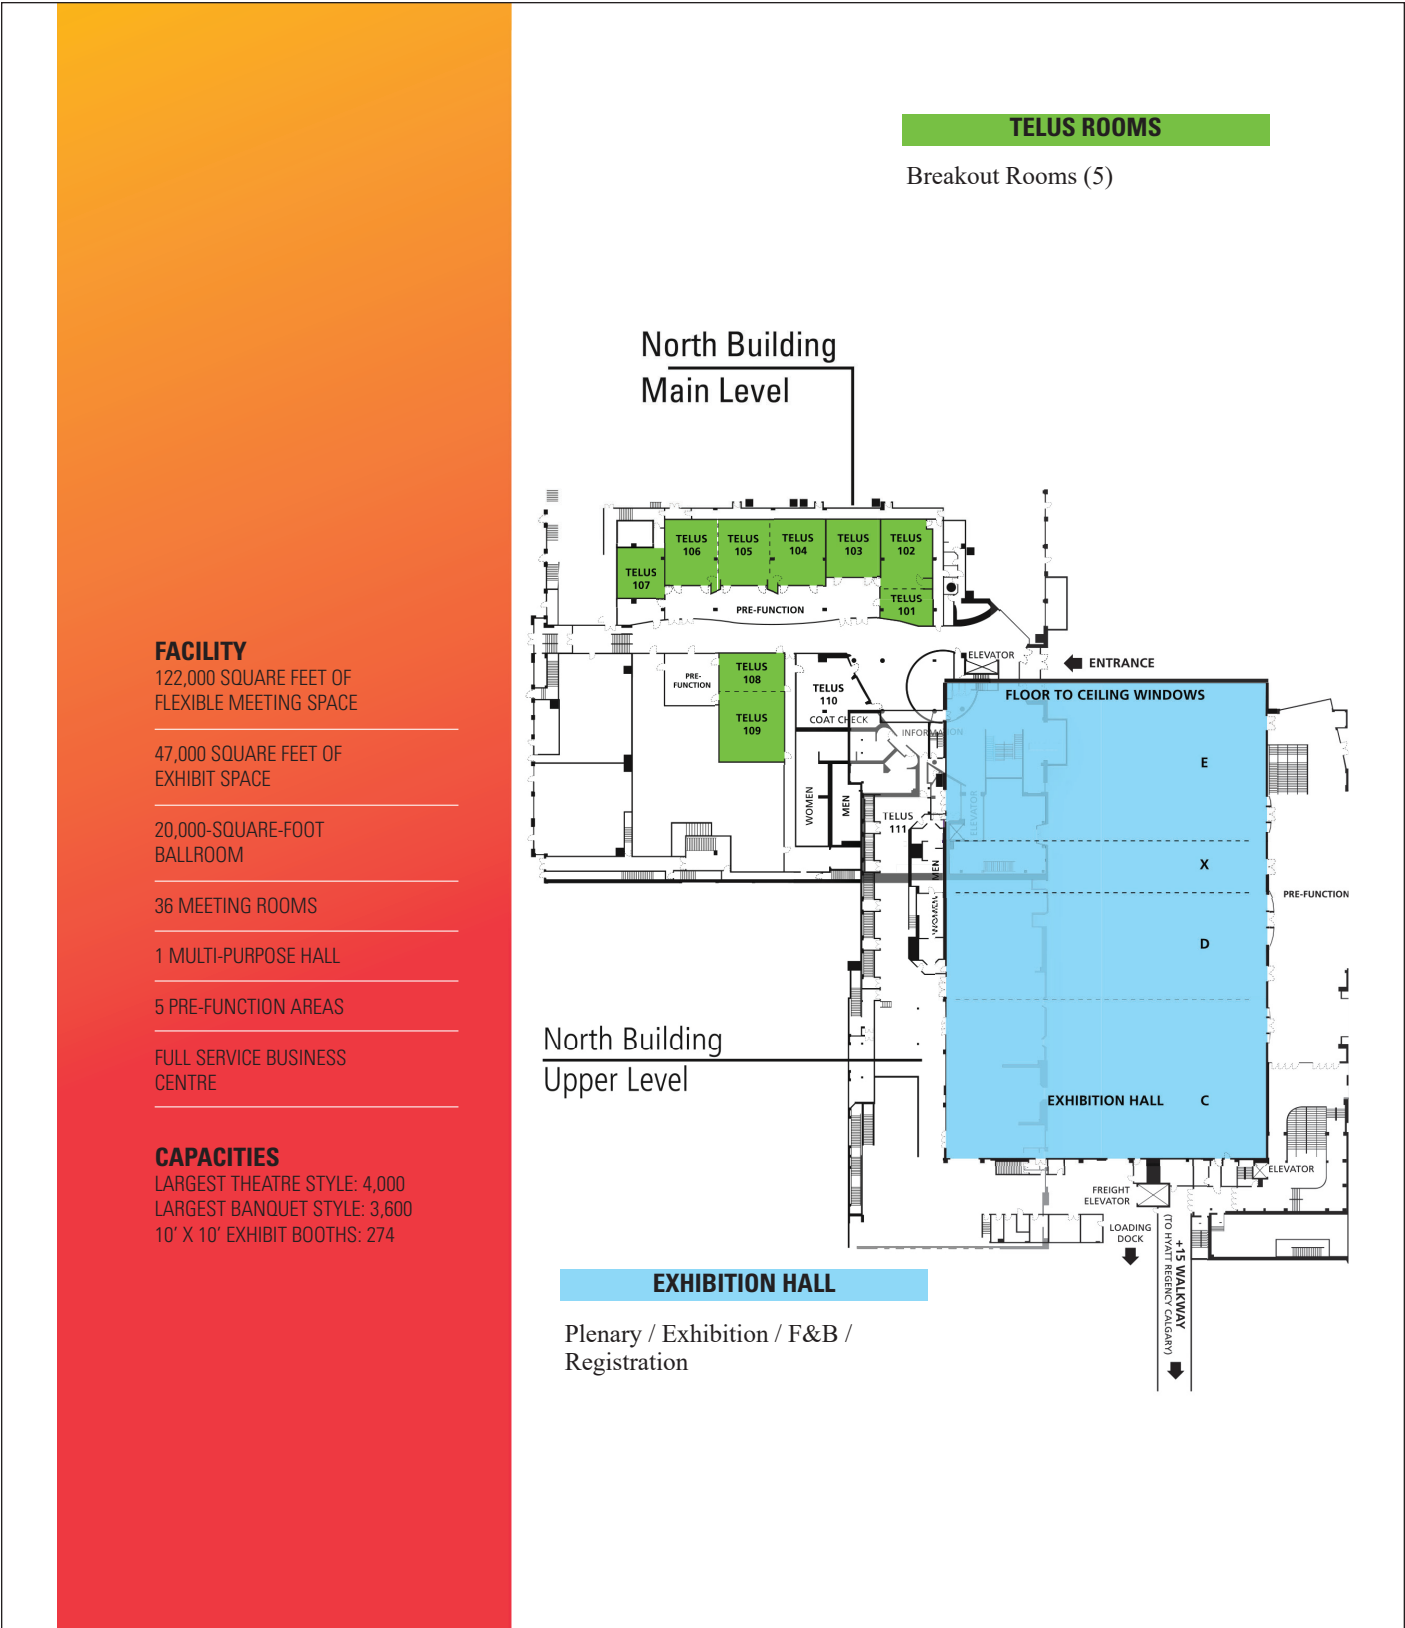 TELUS ROOMS
Breakout Rooms (5)
North Building
Main Level
TELUS
106
TELUS
105
TELUS
104
TELUS
103
TELUS
102
TELUS
107
TELUS
101
PRE-FUNCTION
ELEVATOR
ENTRANCE
PRE-
FUNCTION
TELUS
108
TELUS
109
TELUS
110
COAT CHECK
INFORMATION
FLOOR TO CEILING WINDOWS
E
WOMEN
MEN
TELUS
111
ELEVATOR
MEN
WOMEN
X
PRE-FUNCTION
D
North Building
Upper Level
EXHIBITION HALL C
ELEVATOR
FREIGHT
ELEVATOR
LOADING
DOCK
+15 WALKWAY
(TO HYATT REGENCY CALGARY)
EXHIBITION HALL
Plenary / Exhibition / F&B /
Registration
FACILITY
122,000 SQUARE FEET OF
FLEXIBLE MEETING SPACE
47,000 SQUARE FEET OF
EXHIBIT SPACE
20,000-SQUARE-FOOT
BALLROOM
36 MEETING ROOMS
1 MULTI-PURPOSE HALL
5 PRE-FUNCTION AREAS
FULL SERVICE BUSINESS
CENTRE
CAPACITIES
LARGEST THEATRE STYLE: 4,000
LARGEST BANQUET STYLE: 3,600
10’ X 10’ EXHIBIT BOOTHS: 274